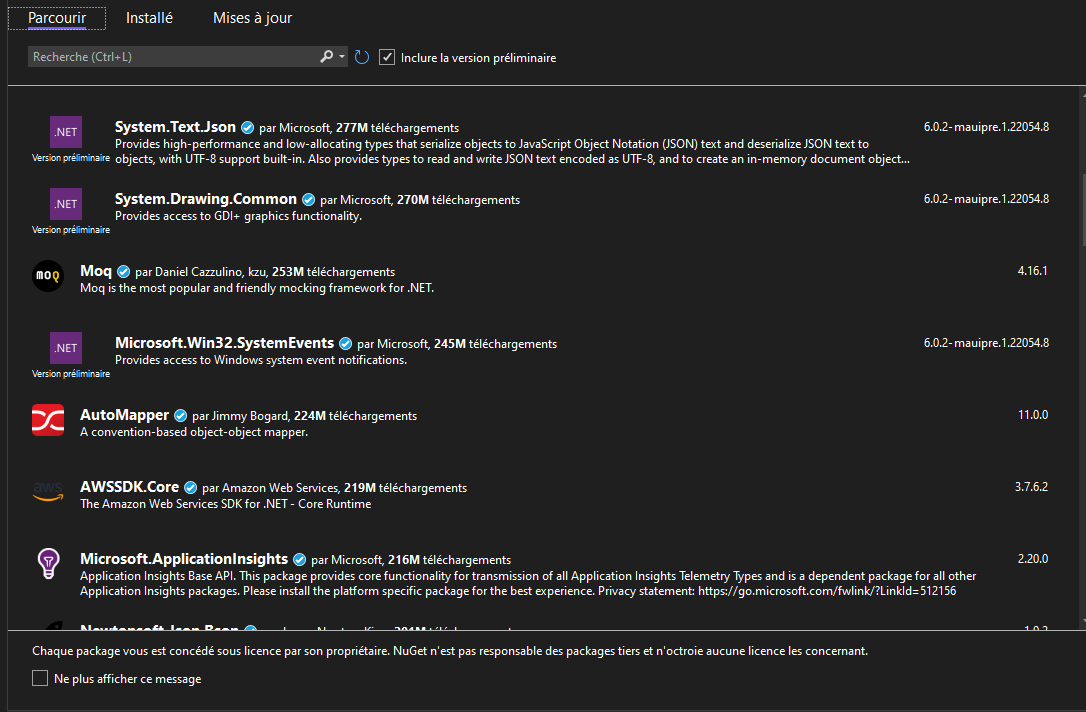 Parcourir Installé Mises à jour
Recherche (Ctrl+L) Inclure la version préliminaire
.NET
Version préliminaire
System.Text.Json par Microsoft, 277M téléchargements 6.0.2-mauipre.1.22054.8
Provides high-performance and low-allocating types that serialize objects to JavaScript Object Notation (JSON) text and deserialize JSON text to
objects, with UTF-8 support built-in. Also provides types to read and write JSON text encoded as UTF-8, and to create an in-memory document object...
.NET
Version préliminaire
System.Drawing.Common par Microsoft, 270M téléchargements 6.0.2-mauipre.1.22054.8
Provides access to GDI+ graphics functionality.
moq
Moq par Daniel Cazzulino, kzu, 253M téléchargements 4.16.1
Moq is the most popular and friendly mocking framework for .NET.
.NET
Version préliminaire
Microsoft.Win32.SystemEvents par Microsoft, 245M téléchargements 6.0.2-mauipre.1.22054.8
Provides access to Windows system event notifications.
AutoMapper par Jimmy Bogard, 224M téléchargements 11.0.0
A convention-based object-object mapper.
aws
AWSSDK.Core par Amazon Web Services, 219M téléchargements 3.7.6.2
The Amazon Web Services SDK for .NET - Core Runtime
Microsoft.ApplicationInsights par Microsoft, 216M téléchargements 2.20.0
Application Insights Base API. This package provides core functionality for transmission of all Application Insights Telemetry Types and is a dependent package for all other
Application Insights packages. Please install the platform specific package for the best experience. Privacy statement: https://go.microsoft.com/fwlink/?LinkId=512156
Newtonsoft.Json.Bson
Chaque package vous est concédé sous licence par son propriétaire. NuGet n'est pas responsable des packages tiers et n'octroie aucune licence les concernant.
Ne plus afficher ce message